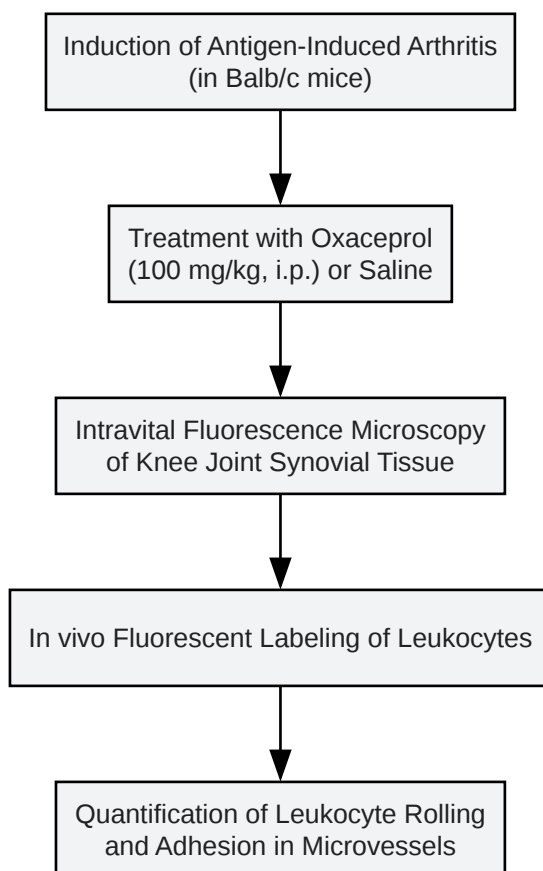 Induction of Antigen-Induced Arthritis
(in Balb/c mice)
Treatment with Oxaceprol
(100 mg/kg, i.p.) or Saline
Intravital Fluorescence Microscopy
of Knee Joint Synovial Tissue
In vivo Fluorescent Labeling of Leukocytes
Quantification of Leukocyte Rolling
and Adhesion in Microvessels